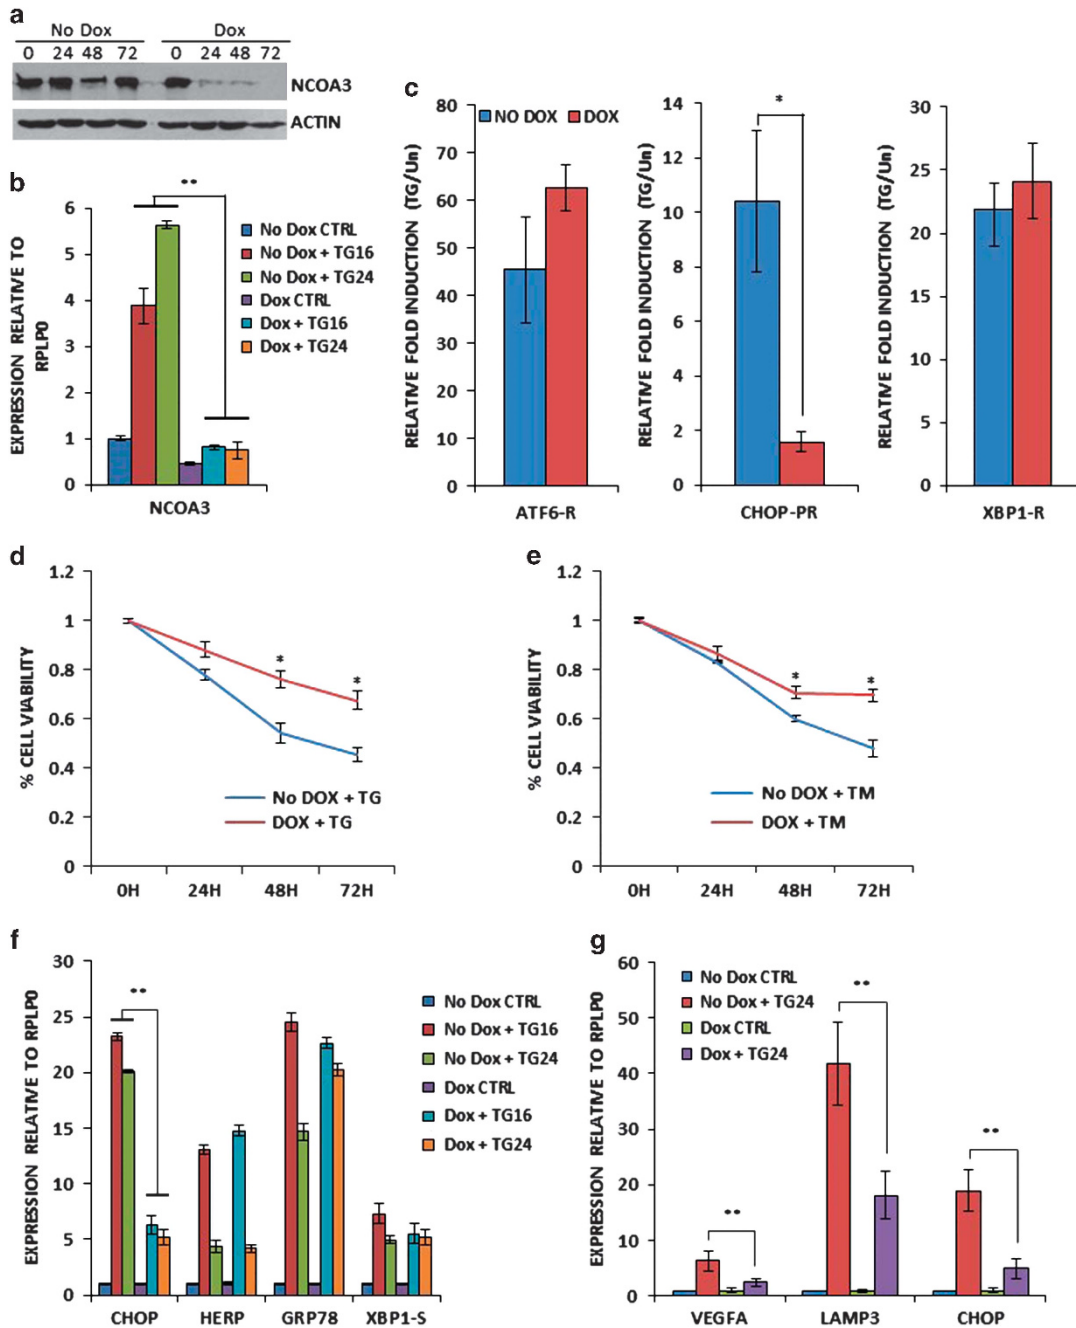 a
No Dox Dox
0 24 48 72 0 24 48 72
NCOA3
ACTIN
b
••
EXPRESSION RELATIVE TO
RPLP0
6
5
4
3
2
1
0
NCOA3
No Dox CTRL
No Dox + TG16
No Dox + TG24
Dox CTRL
Dox + TG16
Dox + TG24
c
NO DOX DOX
RELATIVE FOLD INDUCTION (TG/Un)
80
70
60
50
40
30
20
10
0
ATF6-R
RELATIVE FOLD INDUCTION (TG/Un)
14
12
10
8
6
4
2
0
*
CHOP-PR
RELATIVE FOLD INDUCTION (TG/Un)
30
25
20
15
10
5
0
XBP1-R
d
% CELL VIABILITY
1.2
1
0.8
0.6
0.4
0.2
0
* *
No DOX + TG
DOX + TG
0H 24H 48H 72H
e
% CELL VIABILITY
1.2
1
0.8
0.6
0.4
0.2
0
* *
No DOX + TM
DOX + TM
0H 24H 48H 72H
f
EXPRESSION RELATIVE TO RPLP0
30
25
20
15
10
5
0
••
CHOP HERP GRP78 XBP1-S
No Dox CTRL
No Dox + TG16
No Dox + TG24
Dox CTRL
Dox + TG16
Dox + TG24
g
EXPRESSION RELATIVE TO RPLP0
60
50
40
30
20
10
0
No Dox CTRL
No Dox + TG24
Dox CTRL
Dox + TG24
••
••
••
VEGFA LAMP3 CHOP